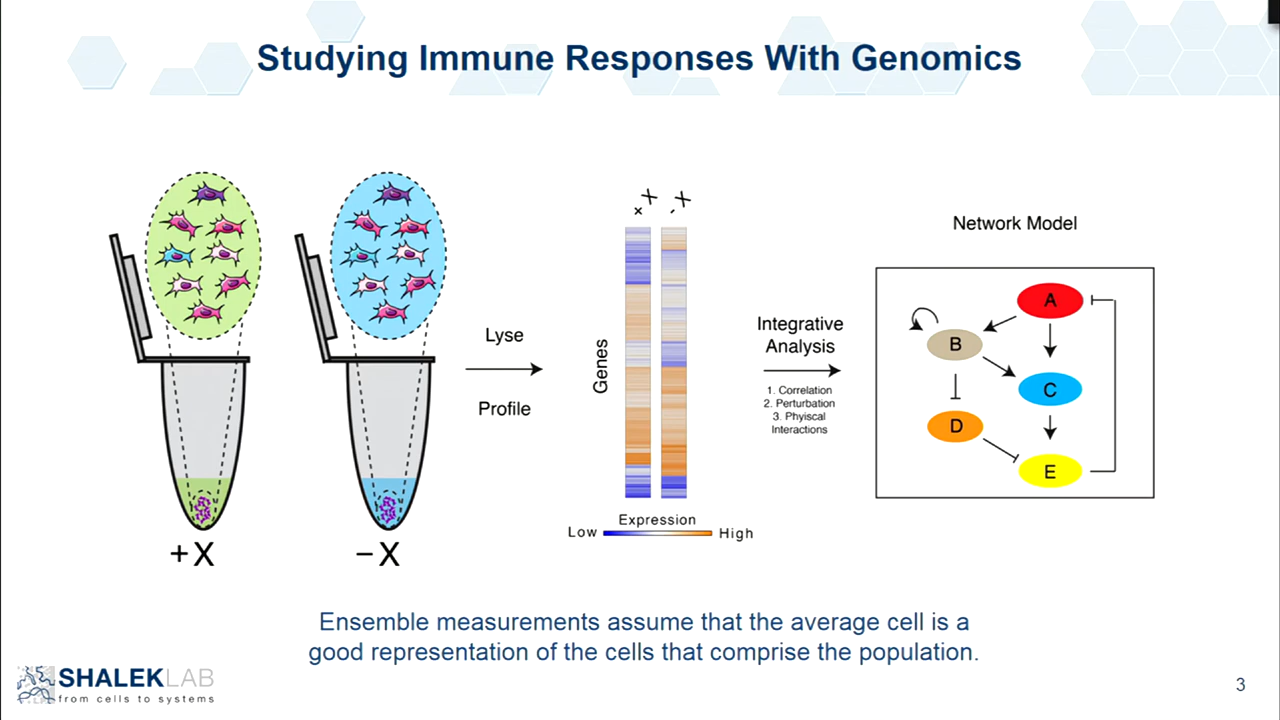 Studying Immune Responses With Genomics
+X
-X
Network Model
Lyse
Profile
Genes
Integrative
Analysis
1. Correlation
2. Perturbation
3. Phyiscal
Interactions
A
B
C
D
E
Expression
Low
High
+X
−X
Ensemble measurements assume that the average cell is a
good representation of the cells that comprise the population.
SHALEKLAB
from cells to systems
3